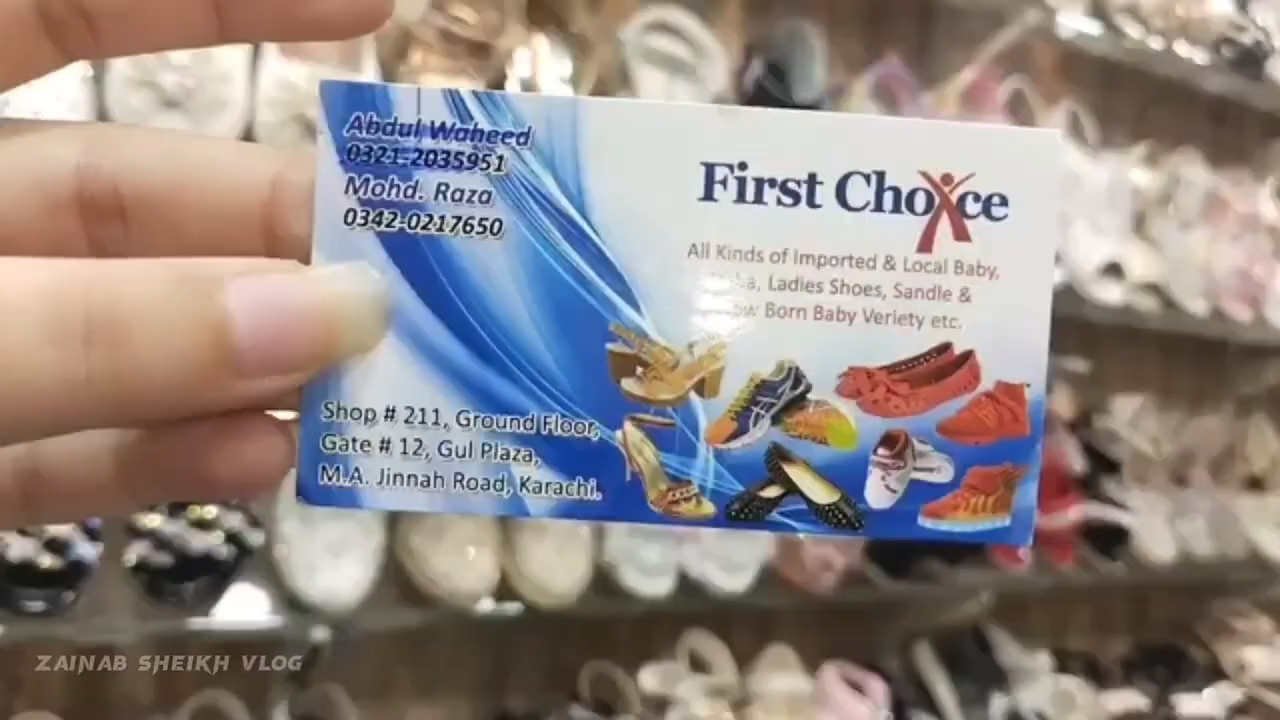 Abdul Waheed
0321-2035951
Mohd. Raza
0342-0217650
First Choice
All Kinds of Imported & Local Baby,
Ladies Shoes, Sandle &
Born Baby Veriety etc.
Shop # 211, Ground Floor,
Gate # 12, Gul Plaza,
M.A. Jinnah Road, Karachi.
ZAINAB SHEIKH VLOG